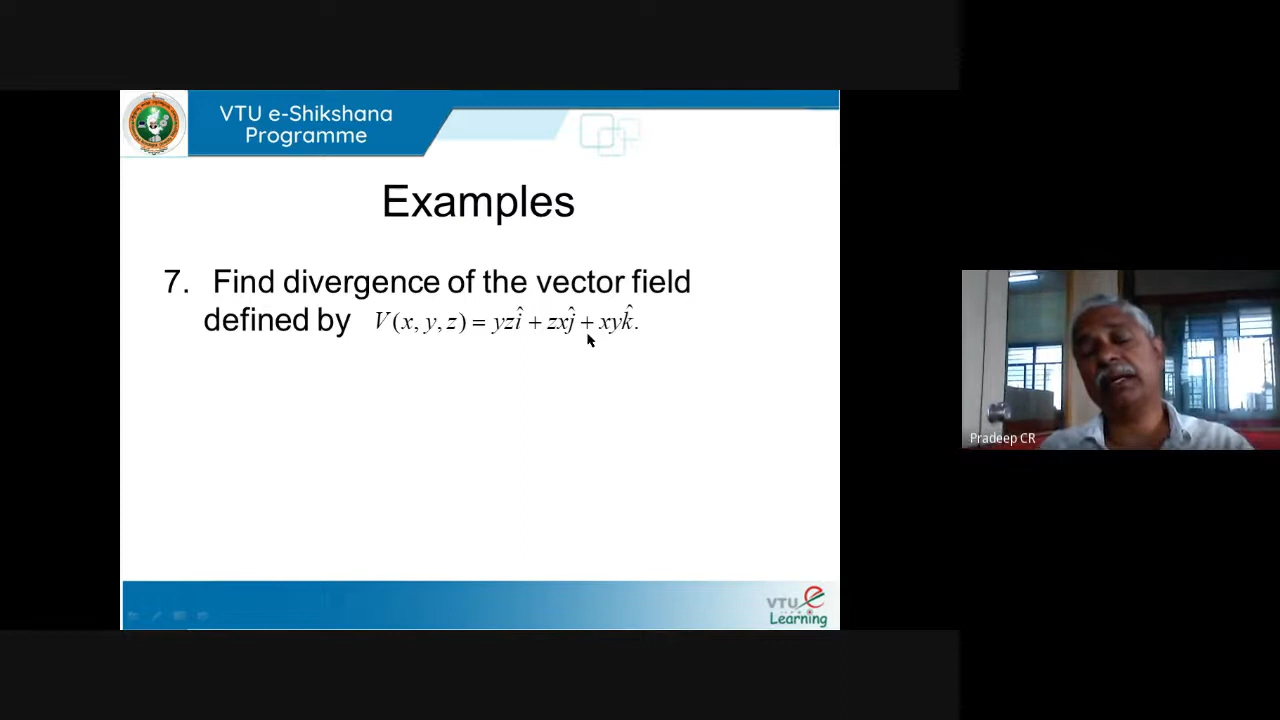 VTU e-Shikshana
Programme
Examples
7. Find divergence of the vector field
defined by V(x, y, z) = yzî + zxĵ + xyk̂.
Pradeep CR
VTU e
Learning